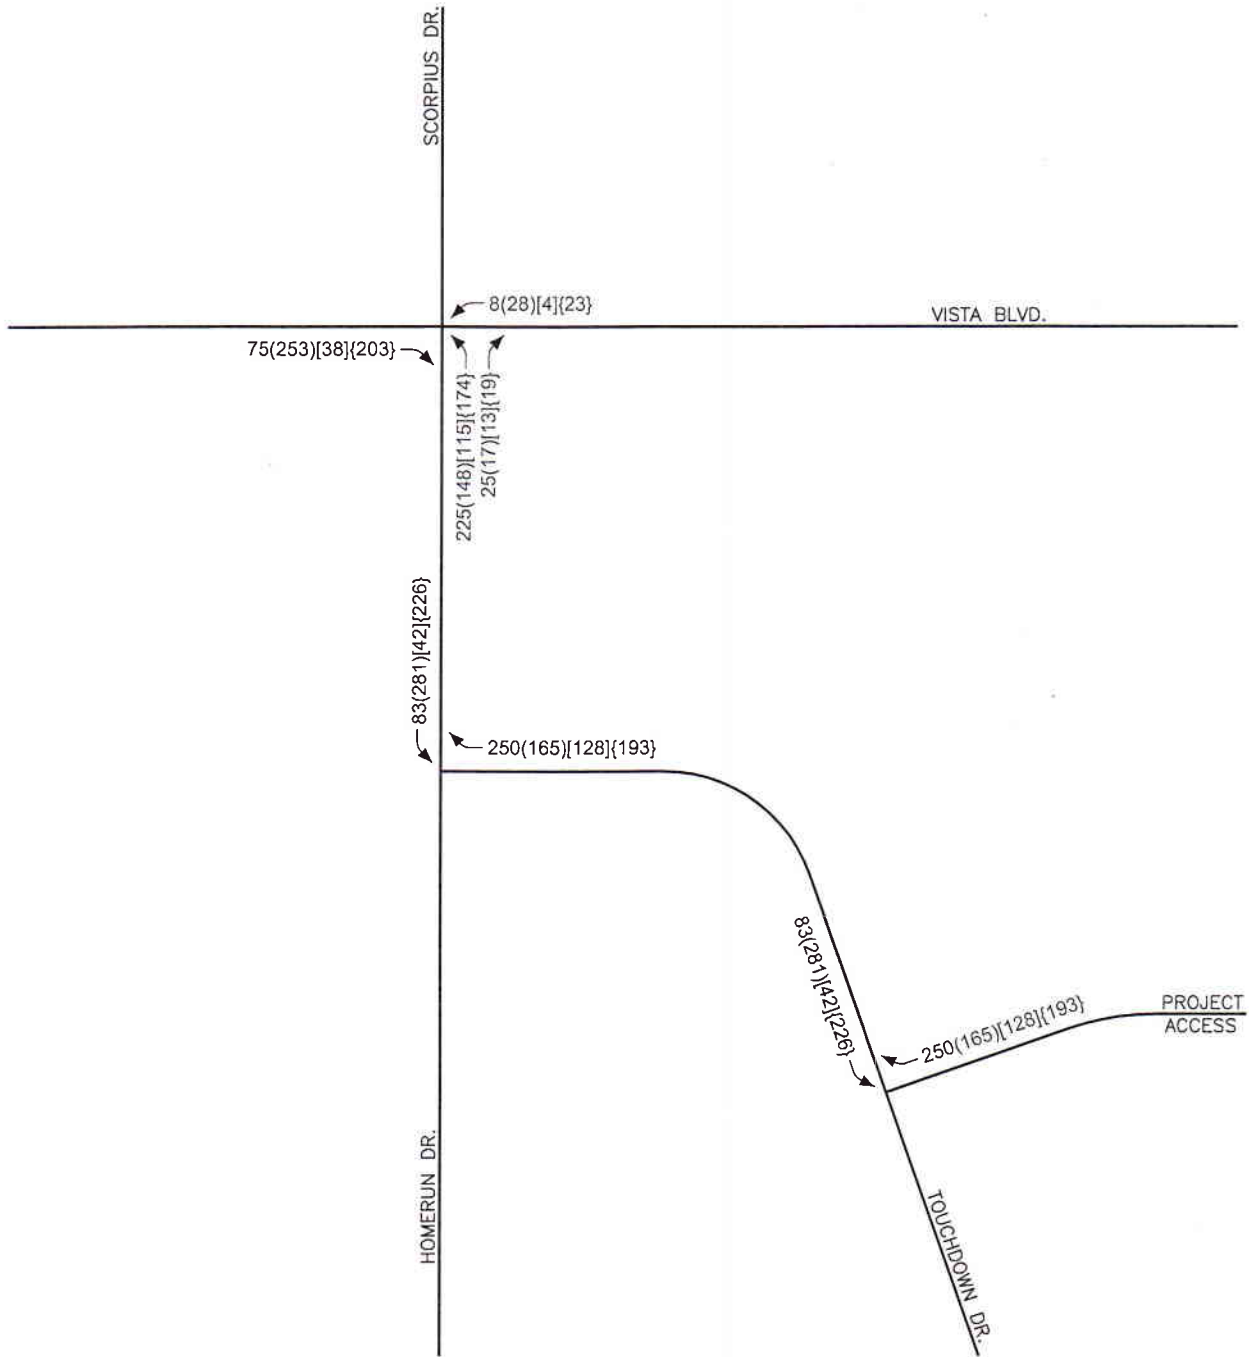 SCORPIUS DR.
8(28)[4]{23}
VISTA BLVD.
75(253)[38]{203}
225(148)[115]{174}
25(17)[13]{19}
83(281)[42]{226}
250(165)[128]{193}
83(281)[42]{226}
250(165)[128]{193}
PROJECT
ACCESS
HOMERUN DR.
TOUCHDOWN DR.